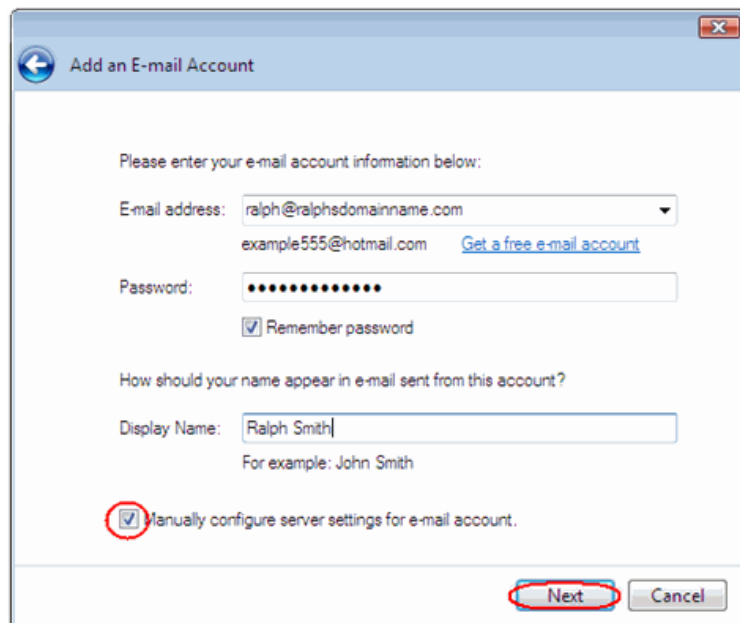 Add an E-mail Account
Please enter your e-mail account information below:
E-mail address: ralph@ralphsdomainname.com
example555@hotmail.com Get a free e-mail account
Password: •••••••••••••
Remember password
How should your name appear in e-mail sent from this account?
Display Name: Ralph Smith
For example: John Smith
Manually configure server settings for e-mail account.
Next Cancel